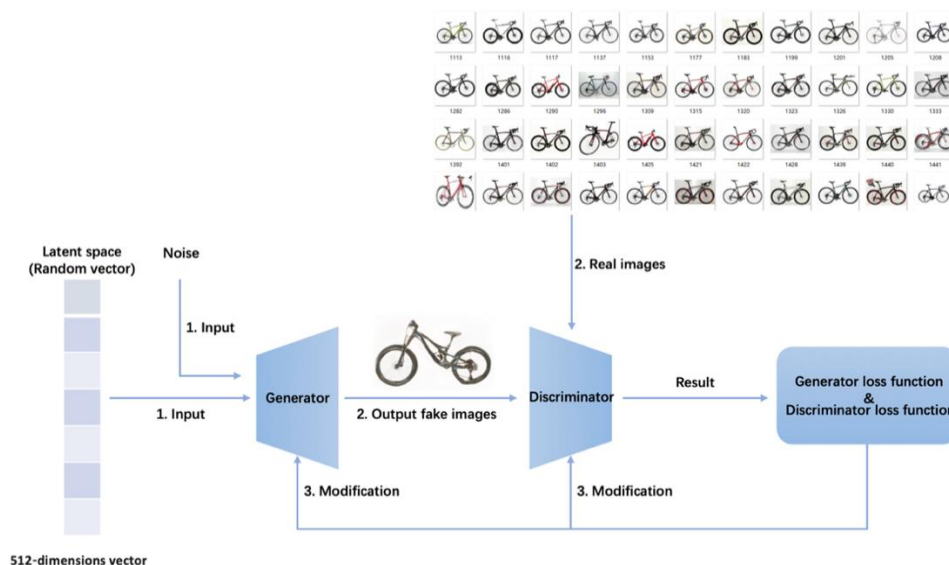 1113 1116 1117 1137 1153 1177 1183 1199 1201 1205 1208
1282 1286 1290 1296 1309 1315 1320 1323 1326 1330 1333
1392 1401 1402 1403 1405 1421 1422 1428 1439 1440 1441
Latent space
(Random vector)
Noise
2. Real images
1. Input
1. Input
Generator
2. Output fake images
Discriminator
Result
Generator loss function
&
Discriminator loss function
3. Modification
3. Modification
512-dimensions vector